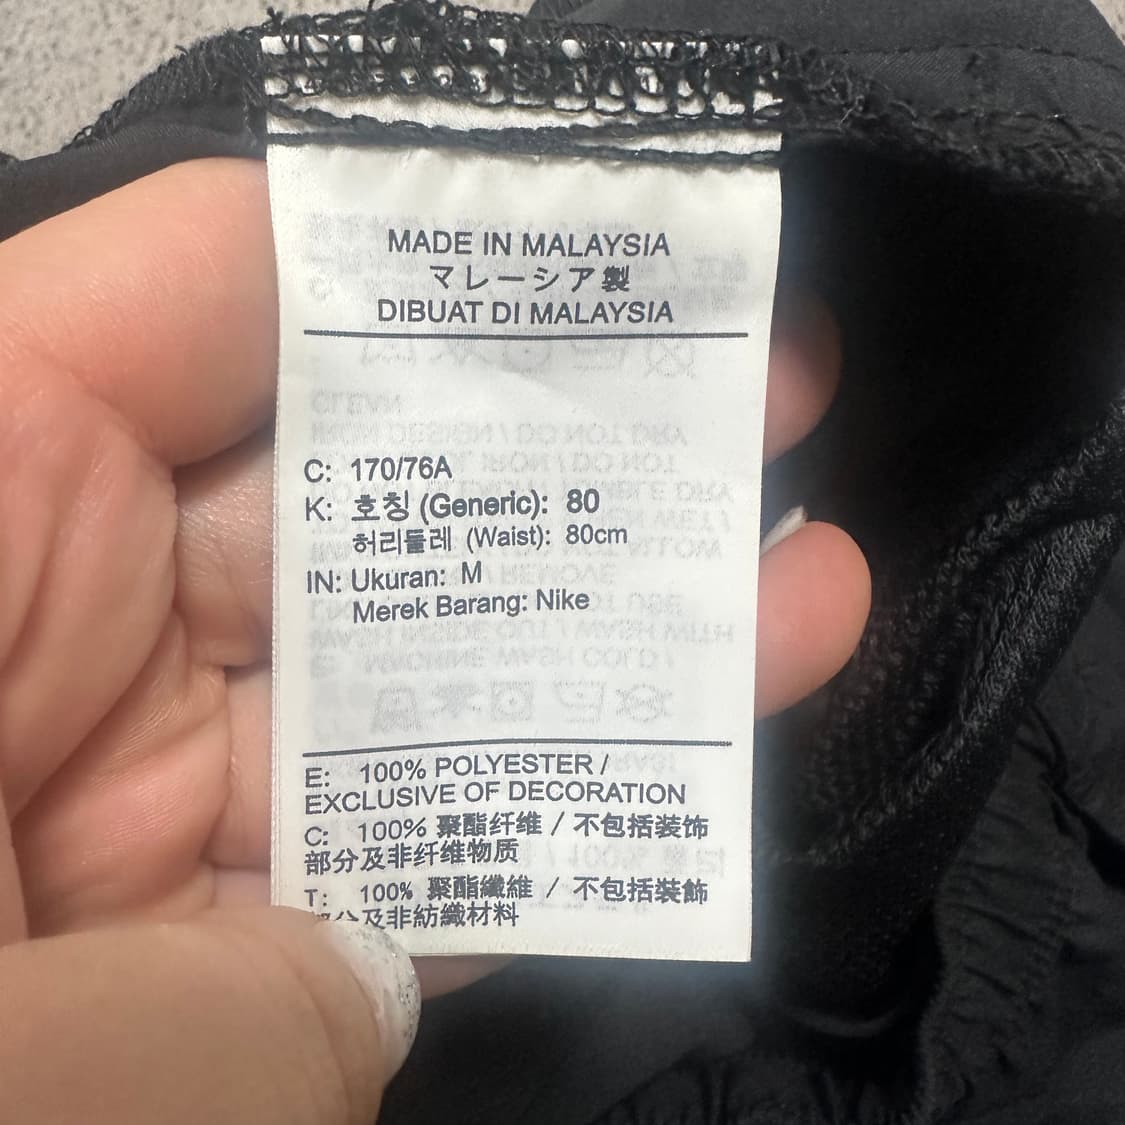 MADE IN MALAYSIA
マレーシア製
DIBUAT DI MALAYSIA
C: 170/76A
K: 호칭 (Generic): 80
허리둘레 (Waist): 80cm
IN: Ukuran: M
Merek Barang: Nike
E: 100% POLYESTER /
EXCLUSIVE OF DECORATION
C: 100% 聚酯纤维 / 不包括装饰
部分及非纤维物质
T: 100% 聚酯纖維 / 不包括裝飾
部分及非紡織材料